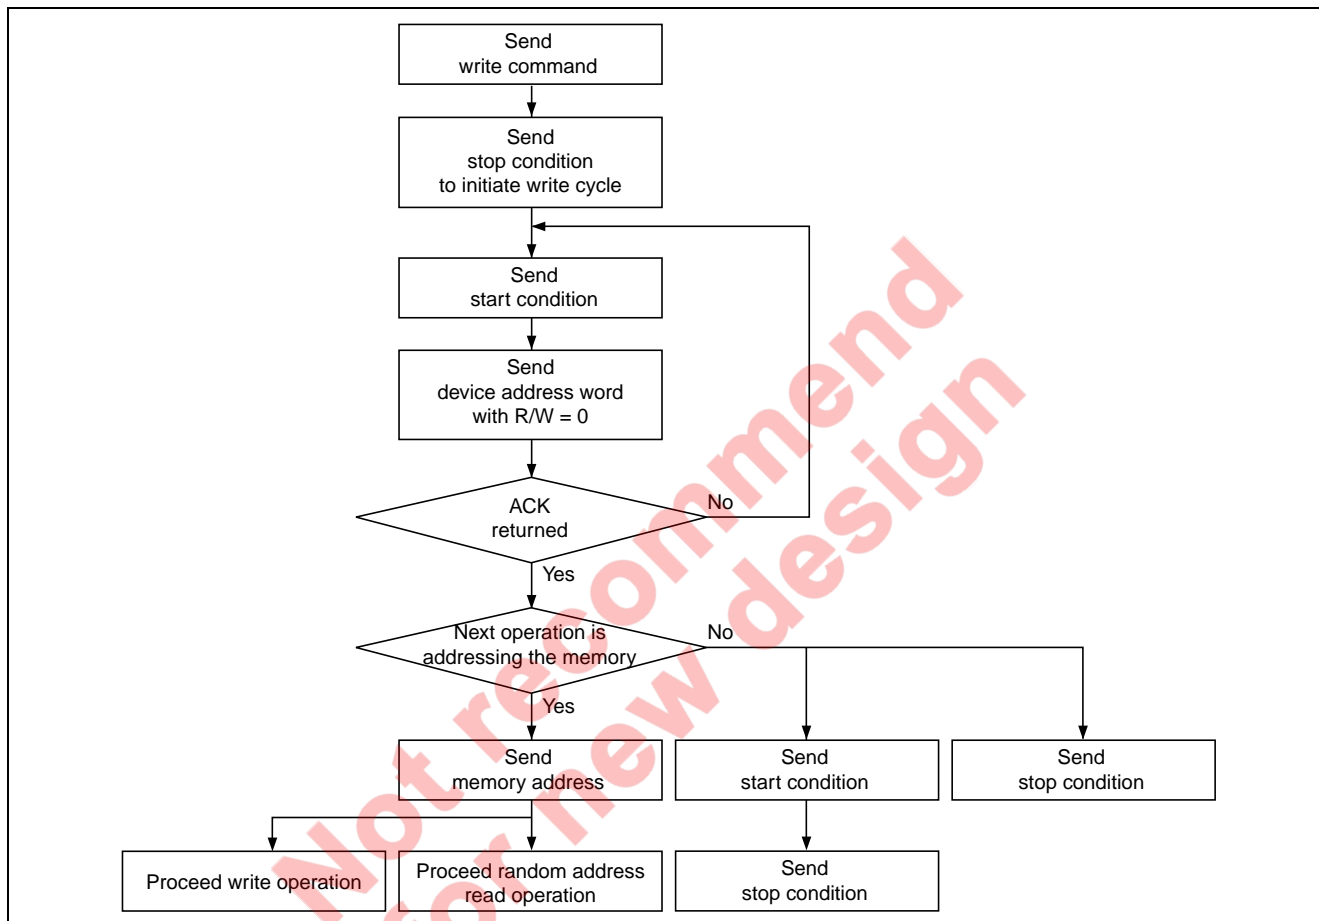 Send
write command
Send
stop condition
to initiate write cycle
Send
start condition
Send
device address word
with R/W = 0
ACK
returned
No
Yes
Next operation is
addressing the memory
No
Yes
Send
memory address
Send
start condition
Send
stop condition
Proceed write operation
Proceed random address
read operation
Send
stop condition
Not recommend
for new design